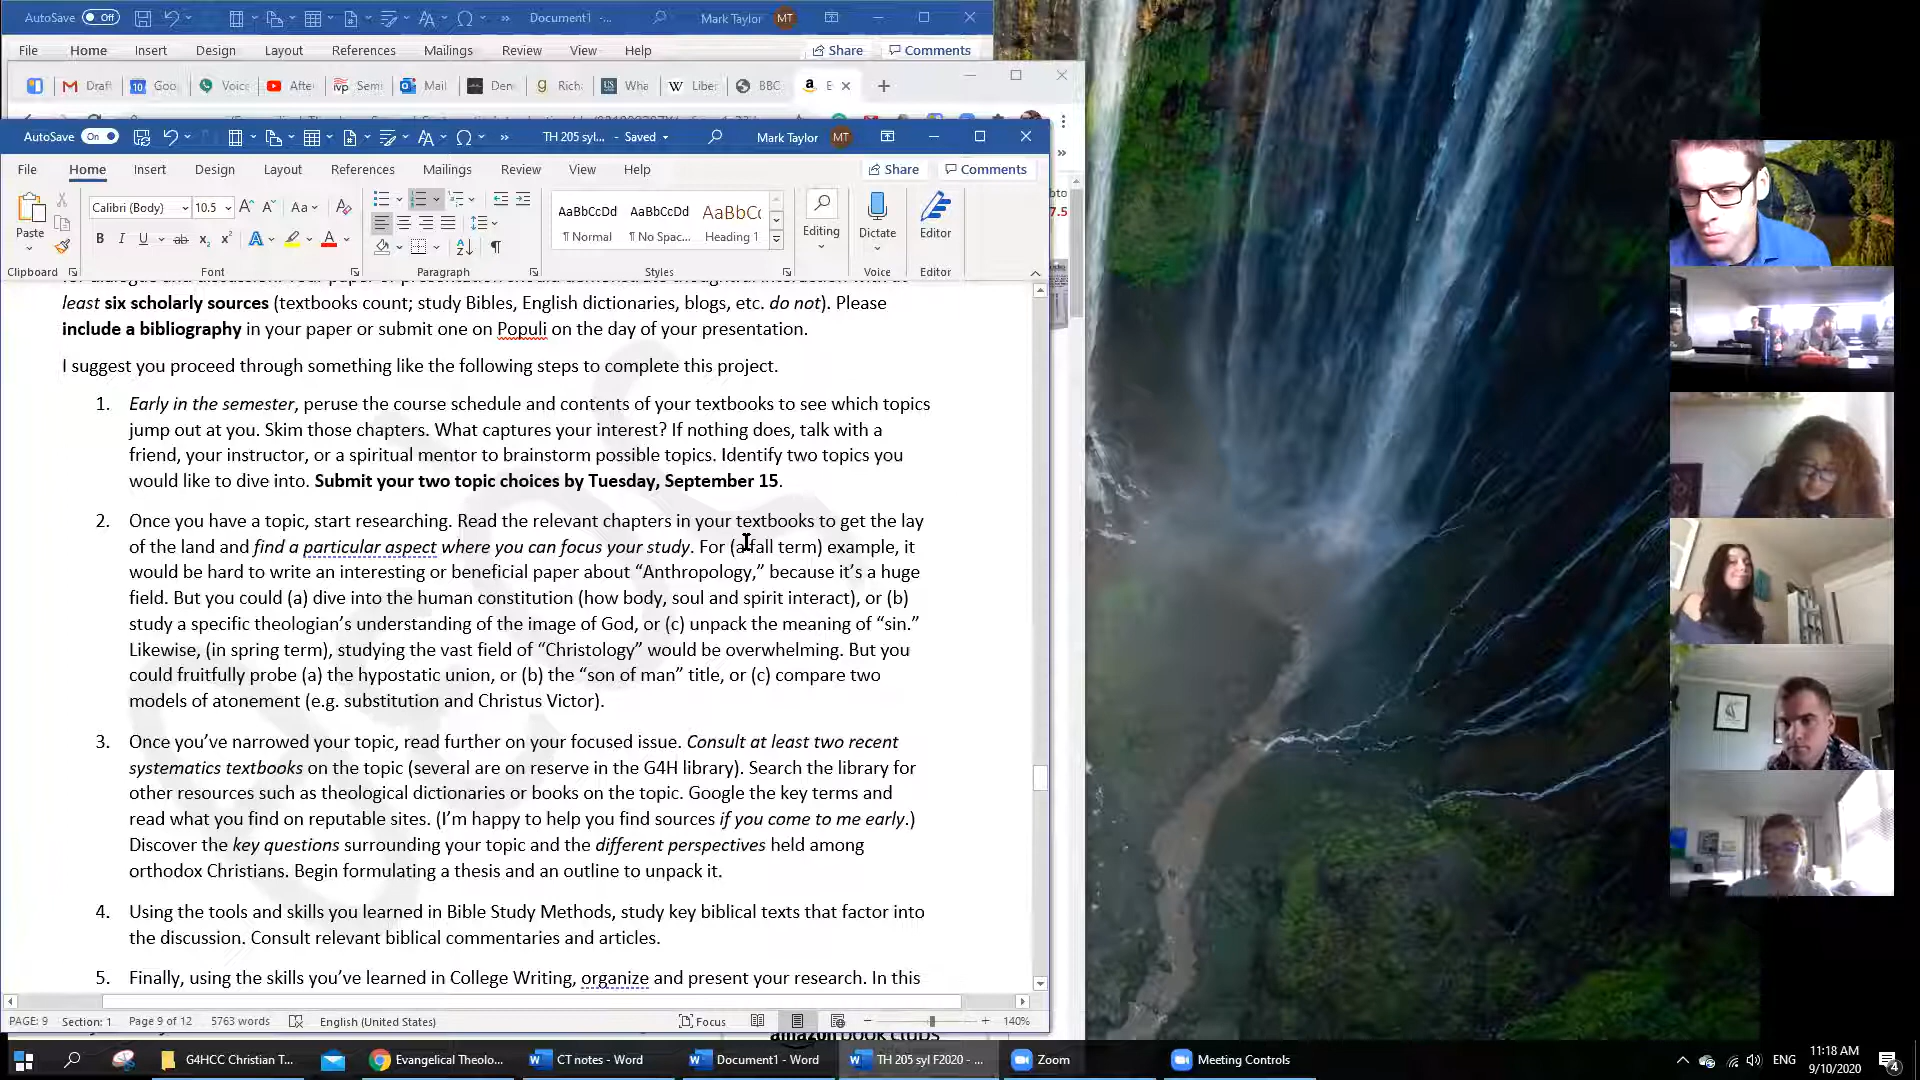 AutoSave Off Document1 -... Mark Taylor MT
File Home Insert Design Layout References Mailings Review View Help Share Comments
Draft Goo Voice After Semi Mail Den Rich Wha Liber BBC
AutoSave On TH 205 syl... - Saved Mark Taylor MT
File Home Insert Design Layout References Mailings Review View Help Share Comments
Calibri (Body) 10.5
AaBbCcDd AaBbCcDd AaBbCc
Paste Normal No Spac... Heading 1 Editing Dictate Editor
Clipboard Font Paragraph Styles Voice Editor
least six scholarly sources (textbooks count; study Bibles, English dictionaries, blogs, etc. do not). Please
include a bibliography in your paper or submit one on Populi on the day of your presentation.
I suggest you proceed through something like the following steps to complete this project.
1. Early in the semester, peruse the course schedule and contents of your textbooks to see which topics
jump out at you. Skim those chapters. What captures your interest? If nothing does, talk with a
friend, your instructor, or a spiritual mentor to brainstorm possible topics. Identify two topics you
would like to dive into. Submit your two topic choices by Tuesday, September 15.
2. Once you have a topic, start researching. Read the relevant chapters in your textbooks to get the lay
of the land and find a particular aspect where you can focus your study. For (a fall term) example, it
would be hard to write an interesting or beneficial paper about “Anthropology,” because it’s a huge
field. But you could (a) dive into the human constitution (how body, soul and spirit interact), or (b)
study a specific theologian’s understanding of the image of God, or (c) unpack the meaning of “sin.”
Likewise, (in spring term), studying the vast field of “Christology” would be overwhelming. But you
could fruitfully probe (a) the hypostatic union, or (b) the “son of man” title, or (c) compare two
models of atonement (e.g. substitution and Christus Victor).
3. Once you’ve narrowed your topic, read further on your focused issue. Consult at least two recent
systematics textbooks on the topic (several are on reserve in the G4H library). Search the library for
other resources such as theological dictionaries or books on the topic. Google the key terms and
read what you find on reputable sites. (I’m happy to help you find sources if you come to me early.)
Discover the key questions surrounding your topic and the different perspectives held among
orthodox Christians. Begin formulating a thesis and an outline to unpack it.
4. Using the tools and skills you learned in Bible Study Methods, study key biblical texts that factor into
the discussion. Consult relevant biblical commentaries and articles.
5. Finally, using the skills you’ve learned in College Writing, organize and present your research. In this
PAGE: 9 Section: 1 Page 9 of 12 5763 words English (United States) Focus 140%
G4HCC Christian T... Evangelical Theolo... CT notes - Word Document1 - Word TH 205 syl F2020 - ... Zoom Meeting Controls ENG 11:18 AM
9/10/2020